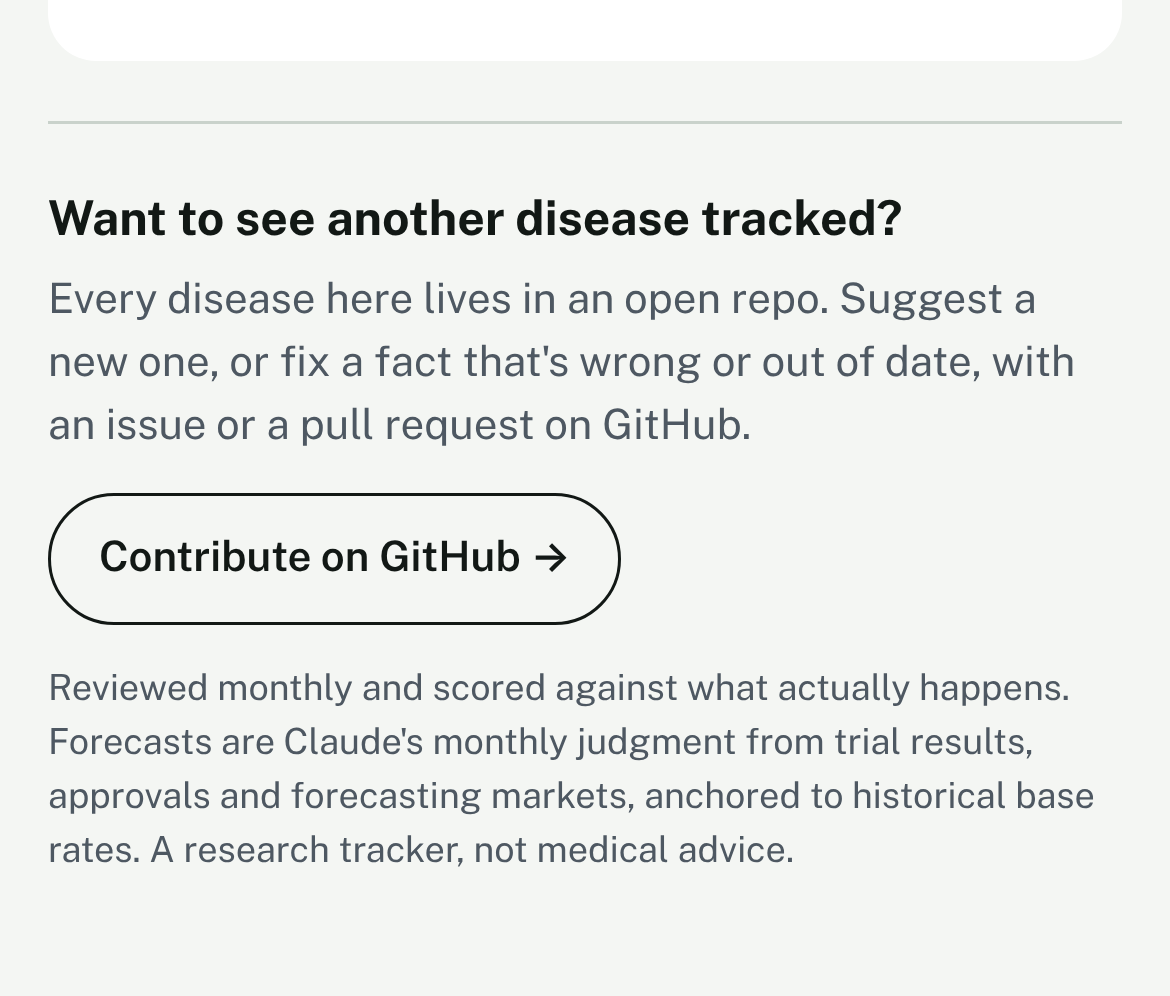 Want to see another disease tracked?
Every disease here lives in an open repo. Suggest a
new one, or fix a fact that's wrong or out of date, with
an issue or a pull request on GitHub.
Contribute on GitHub →
Reviewed monthly and scored against what actually happens.
Forecasts are Claude's monthly judgment from trial results,
approvals and forecasting markets, anchored to historical base
rates. A research tracker, not medical advice.